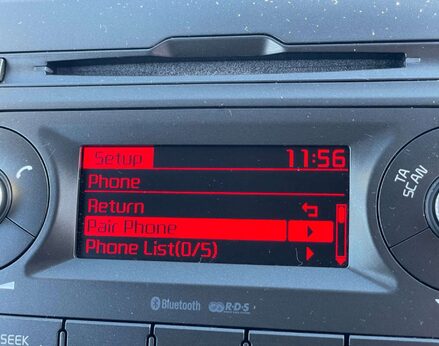 Setup 11:56
Phone
Return
Pair Phone
Phone List(0/5)
TA
SCAN
Bluetooth R·D·S
SEEK